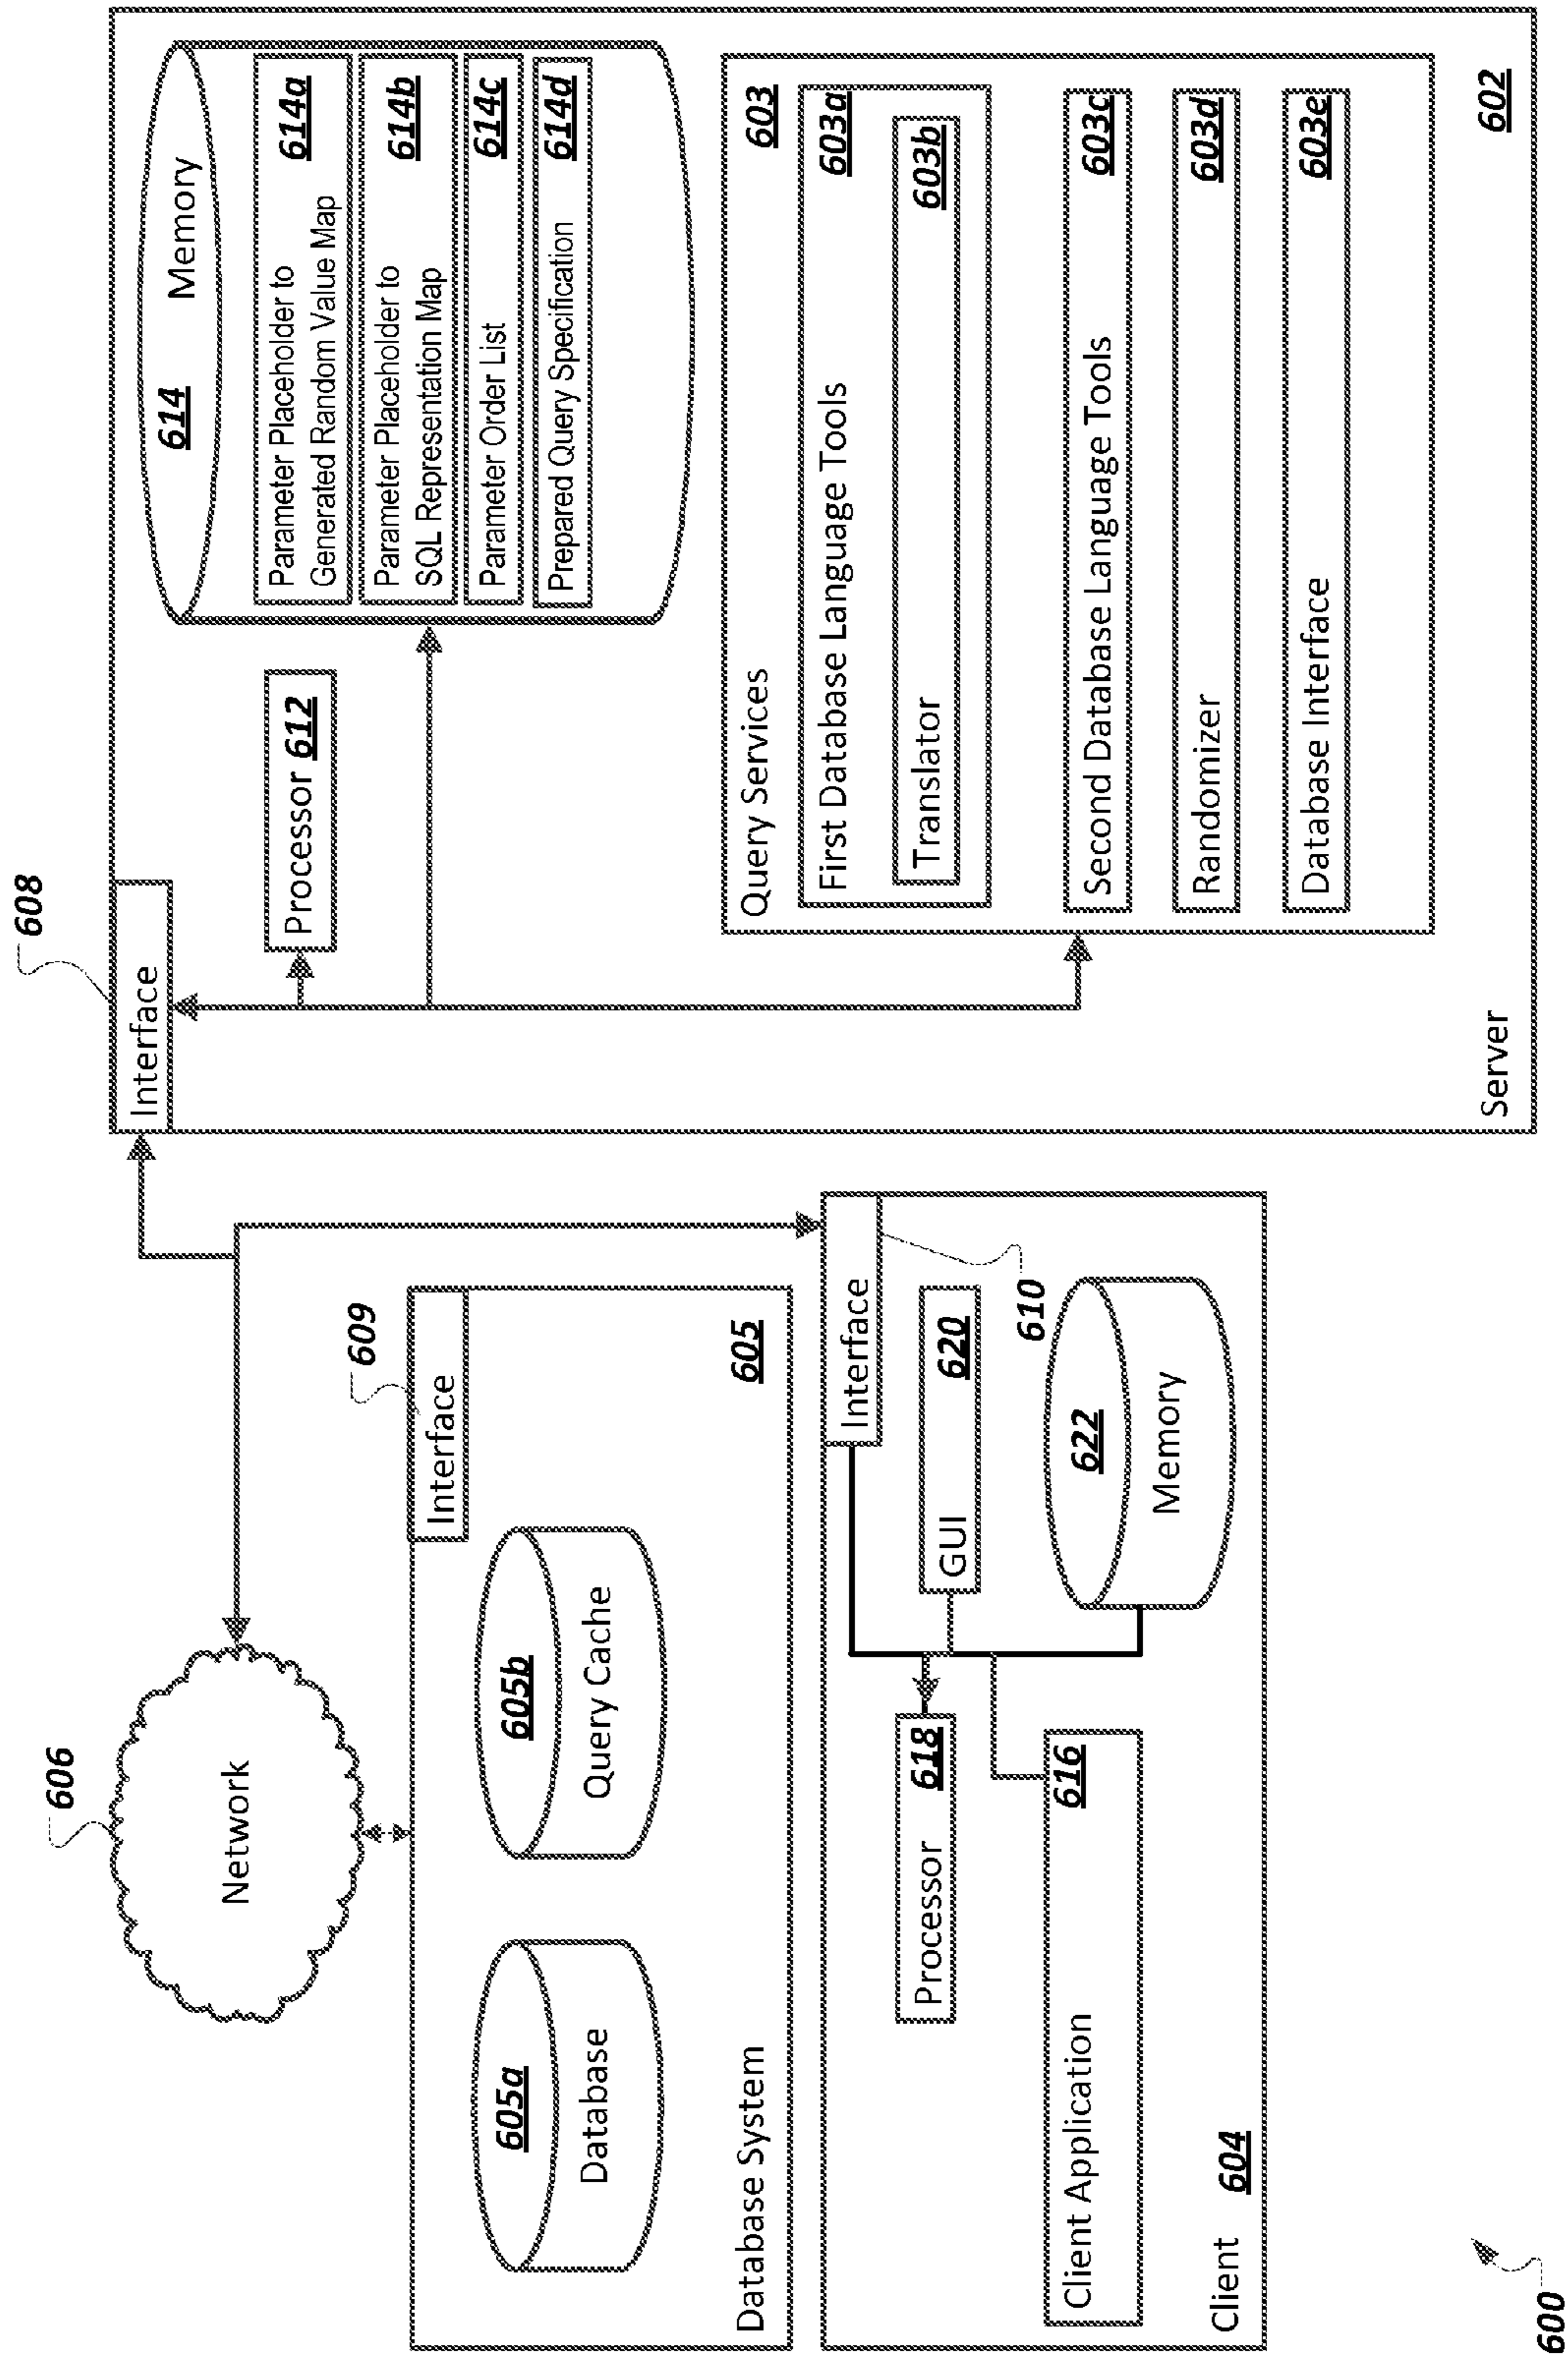 606
Network
608
Interface
Processor 612
614
Memory
Parameter Placeholder to
Generated Random Value Map
614a
Parameter Placeholder to
SQL Representation Map
614b
Parameter Order List
614c
Prepared Query Specification
614d
Query Services
603
First Database Language Tools
603a
Translator
603b
Second Database Language Tools
603c
Randomizer
603d
Database Interface
603e
Server
602
609
Interface
605a
Database
605b
Query Cache
Database System
605
Interface
610
Processor
618
GUI
620
Client Application
616
622
Memory
Client
604
600